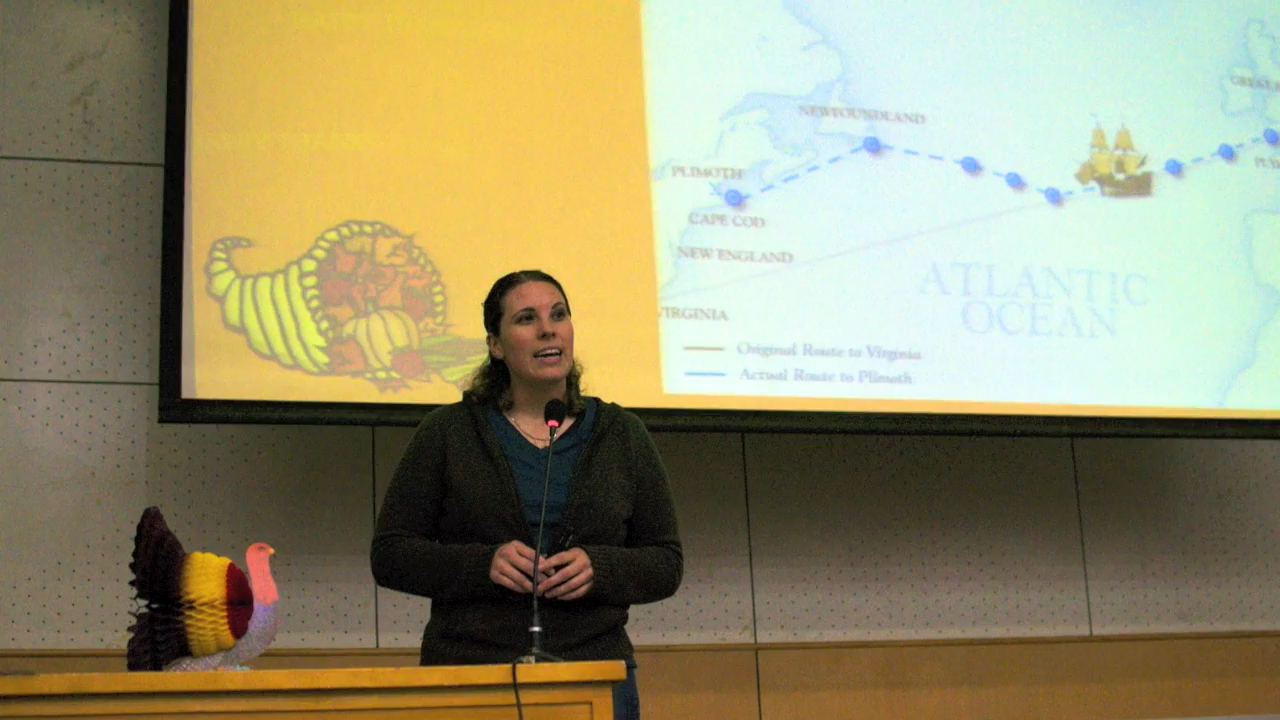 NEWFOUNDLAND
PLIMOTH
CAPE COD
NEW ENGLAND
VIRGINIA
ATLANTIC
OCEAN
Original Route to Virginia
Actual Route to Plimoth